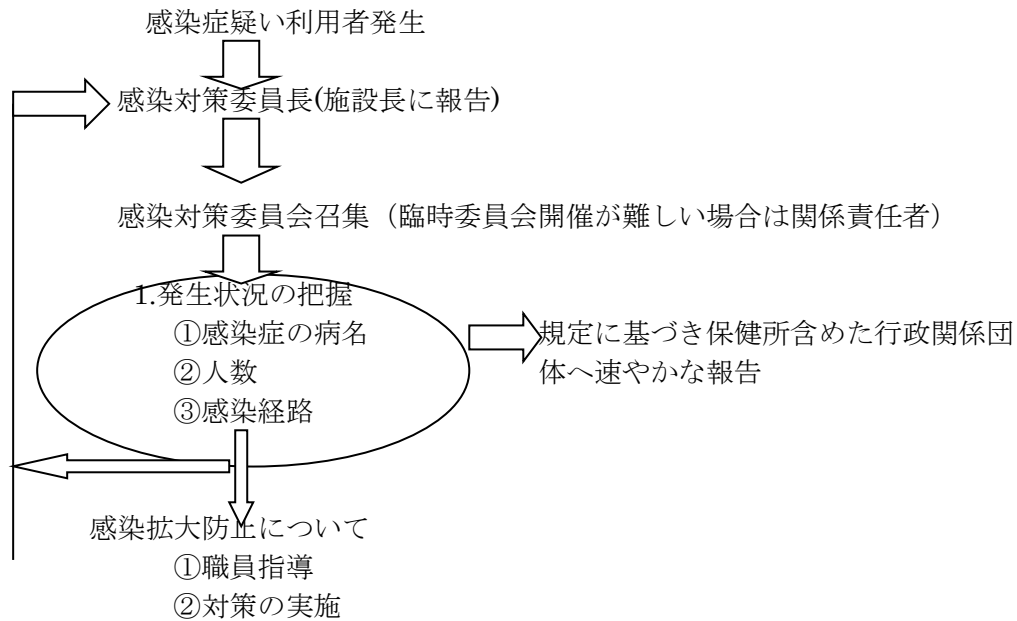 感染症疑い利用者発生
感染対策委員長(施設長に報告)
感染対策委員会召集（臨時委員会開催が難しい場合は関係責任者）
1.発生状況の把握
①感染症の病名
②人数
③感染経路
規定に基づき保健所含めた行政関係団
体へ速やかな報告
感染拡大防止について
①職員指導
②対策の実施